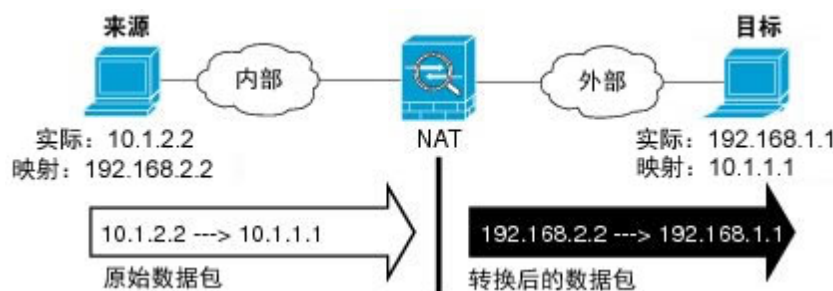 来源
目标
内部
外部
实际：10.1.2.2
映射：192.168.2.2
NAT
实际：192.168.1.1
映射：10.1.1.1
10.1.2.2 ---> 10.1.1.1
192.168.2.2 ---> 192.168.1.1
原始数据包
转换后的数据包